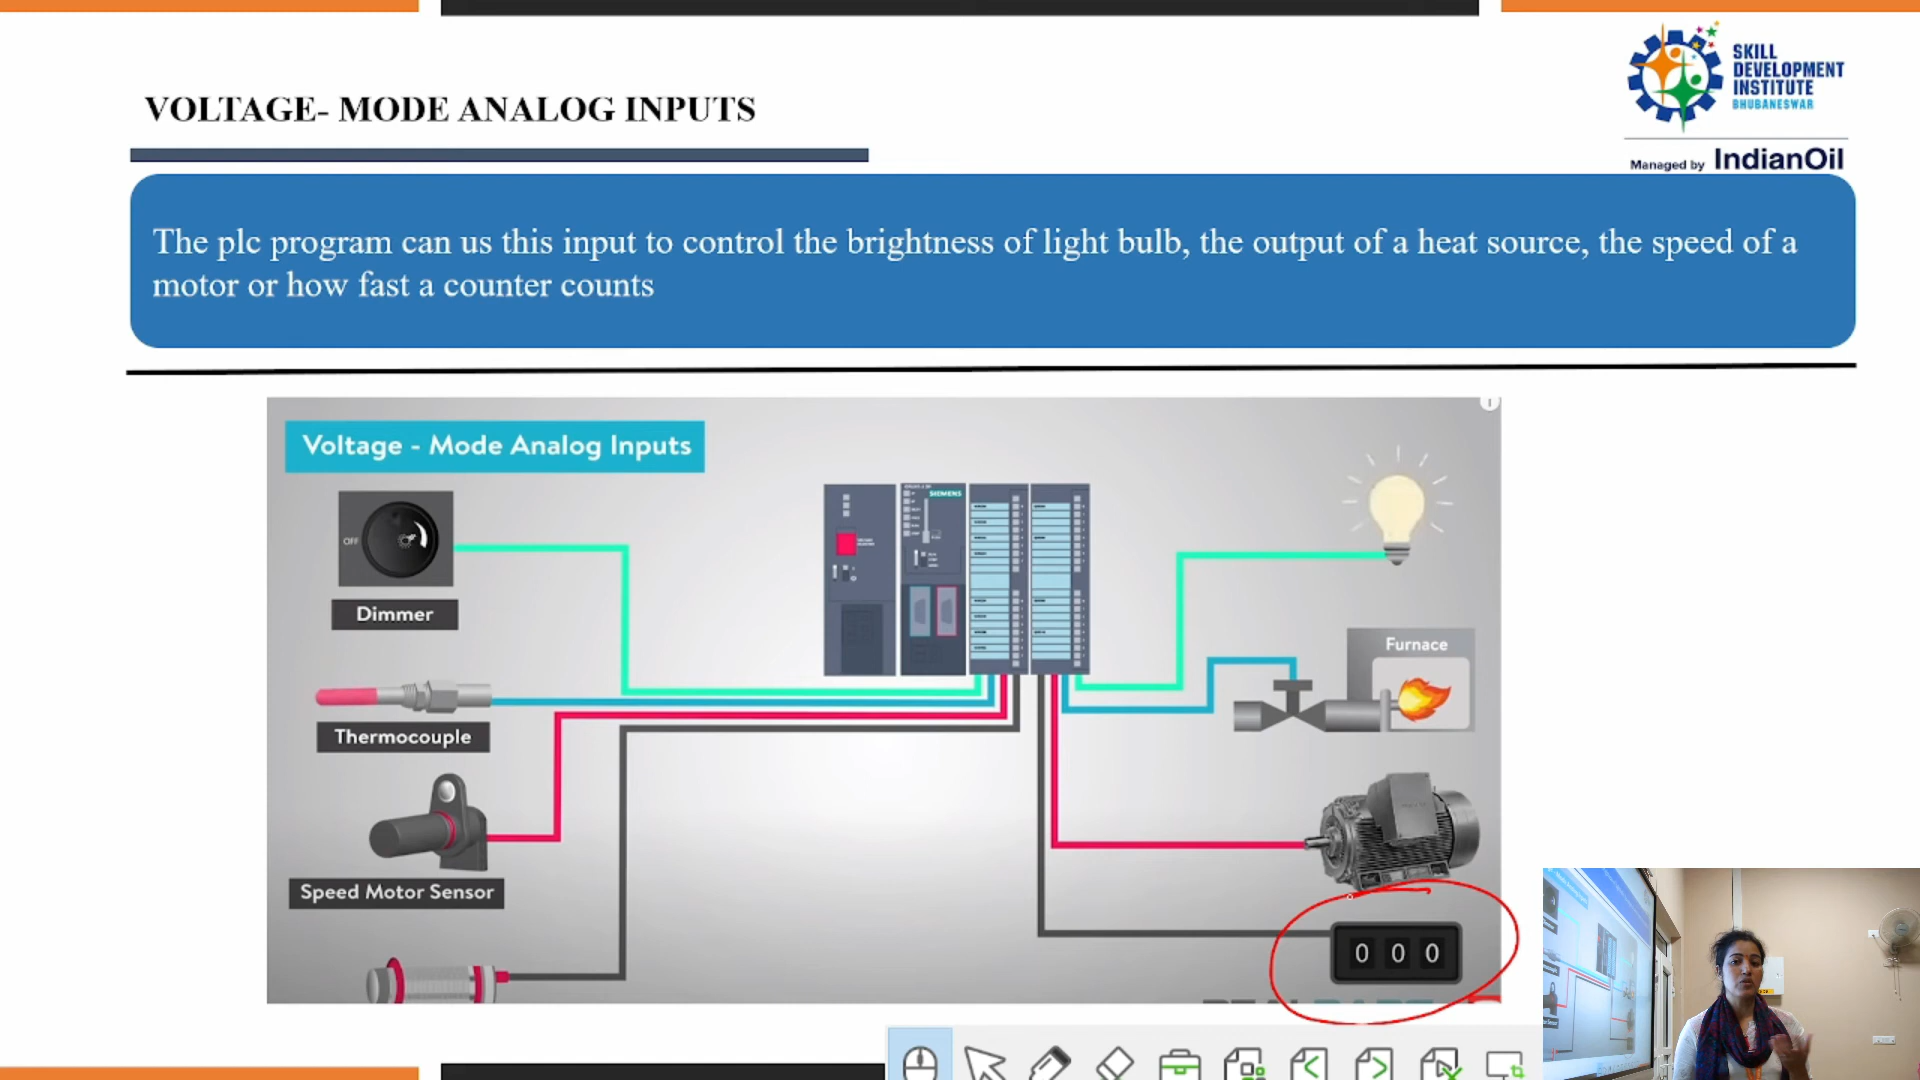 VOLTAGE- MODE ANALOG INPUTS
SKILL
DEVELOPMENT
INSTITUTE
BHUBANESWAR
Managed by IndianOil
The plc program can us this input to control the brightness of light bulb, the output of a heat source, the speed of a
motor or how fast a counter counts
Voltage - Mode Analog Inputs
SIEMENS
OFF
Dimmer
Furnace
Thermocouple
Speed Motor Sensor
0 0 0